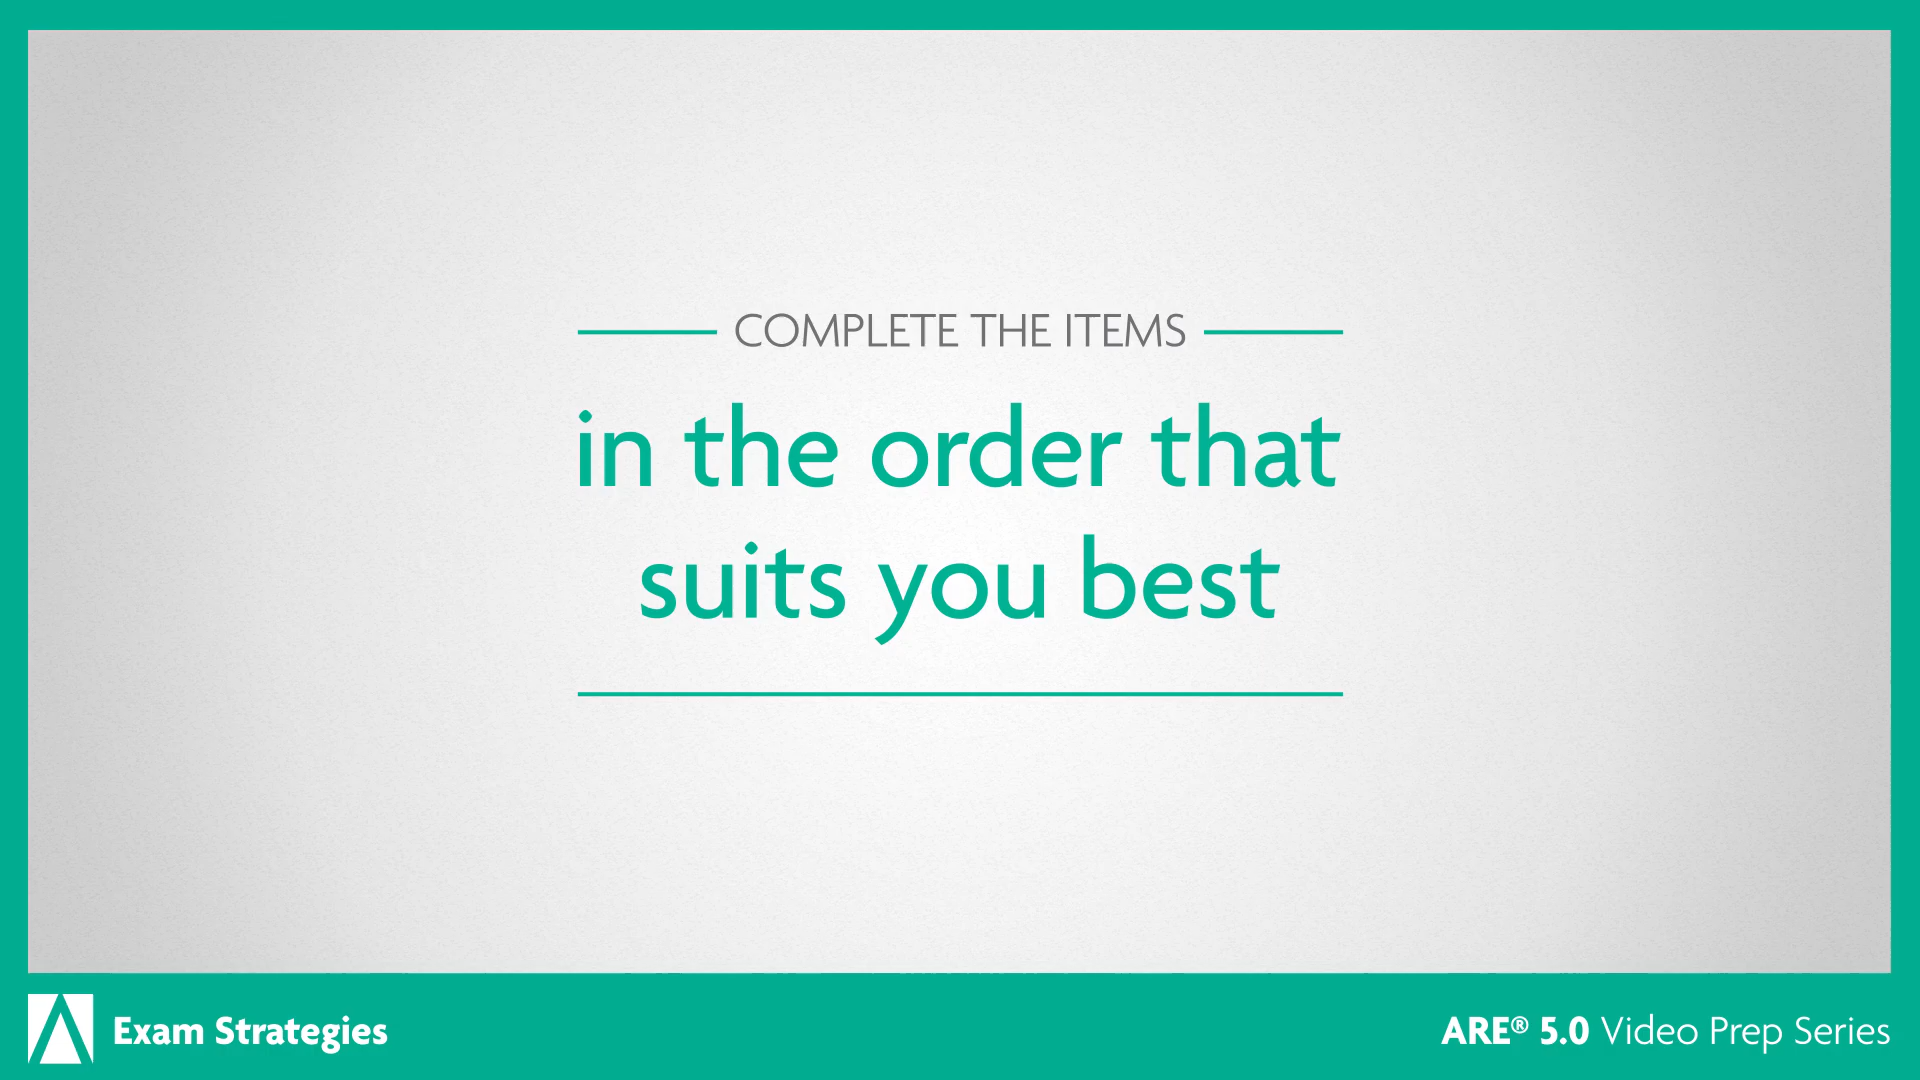 COMPLETE THE ITEMS
in the order that
suits you best
Exam Strategies
ARE® 5.0 Video Prep Series